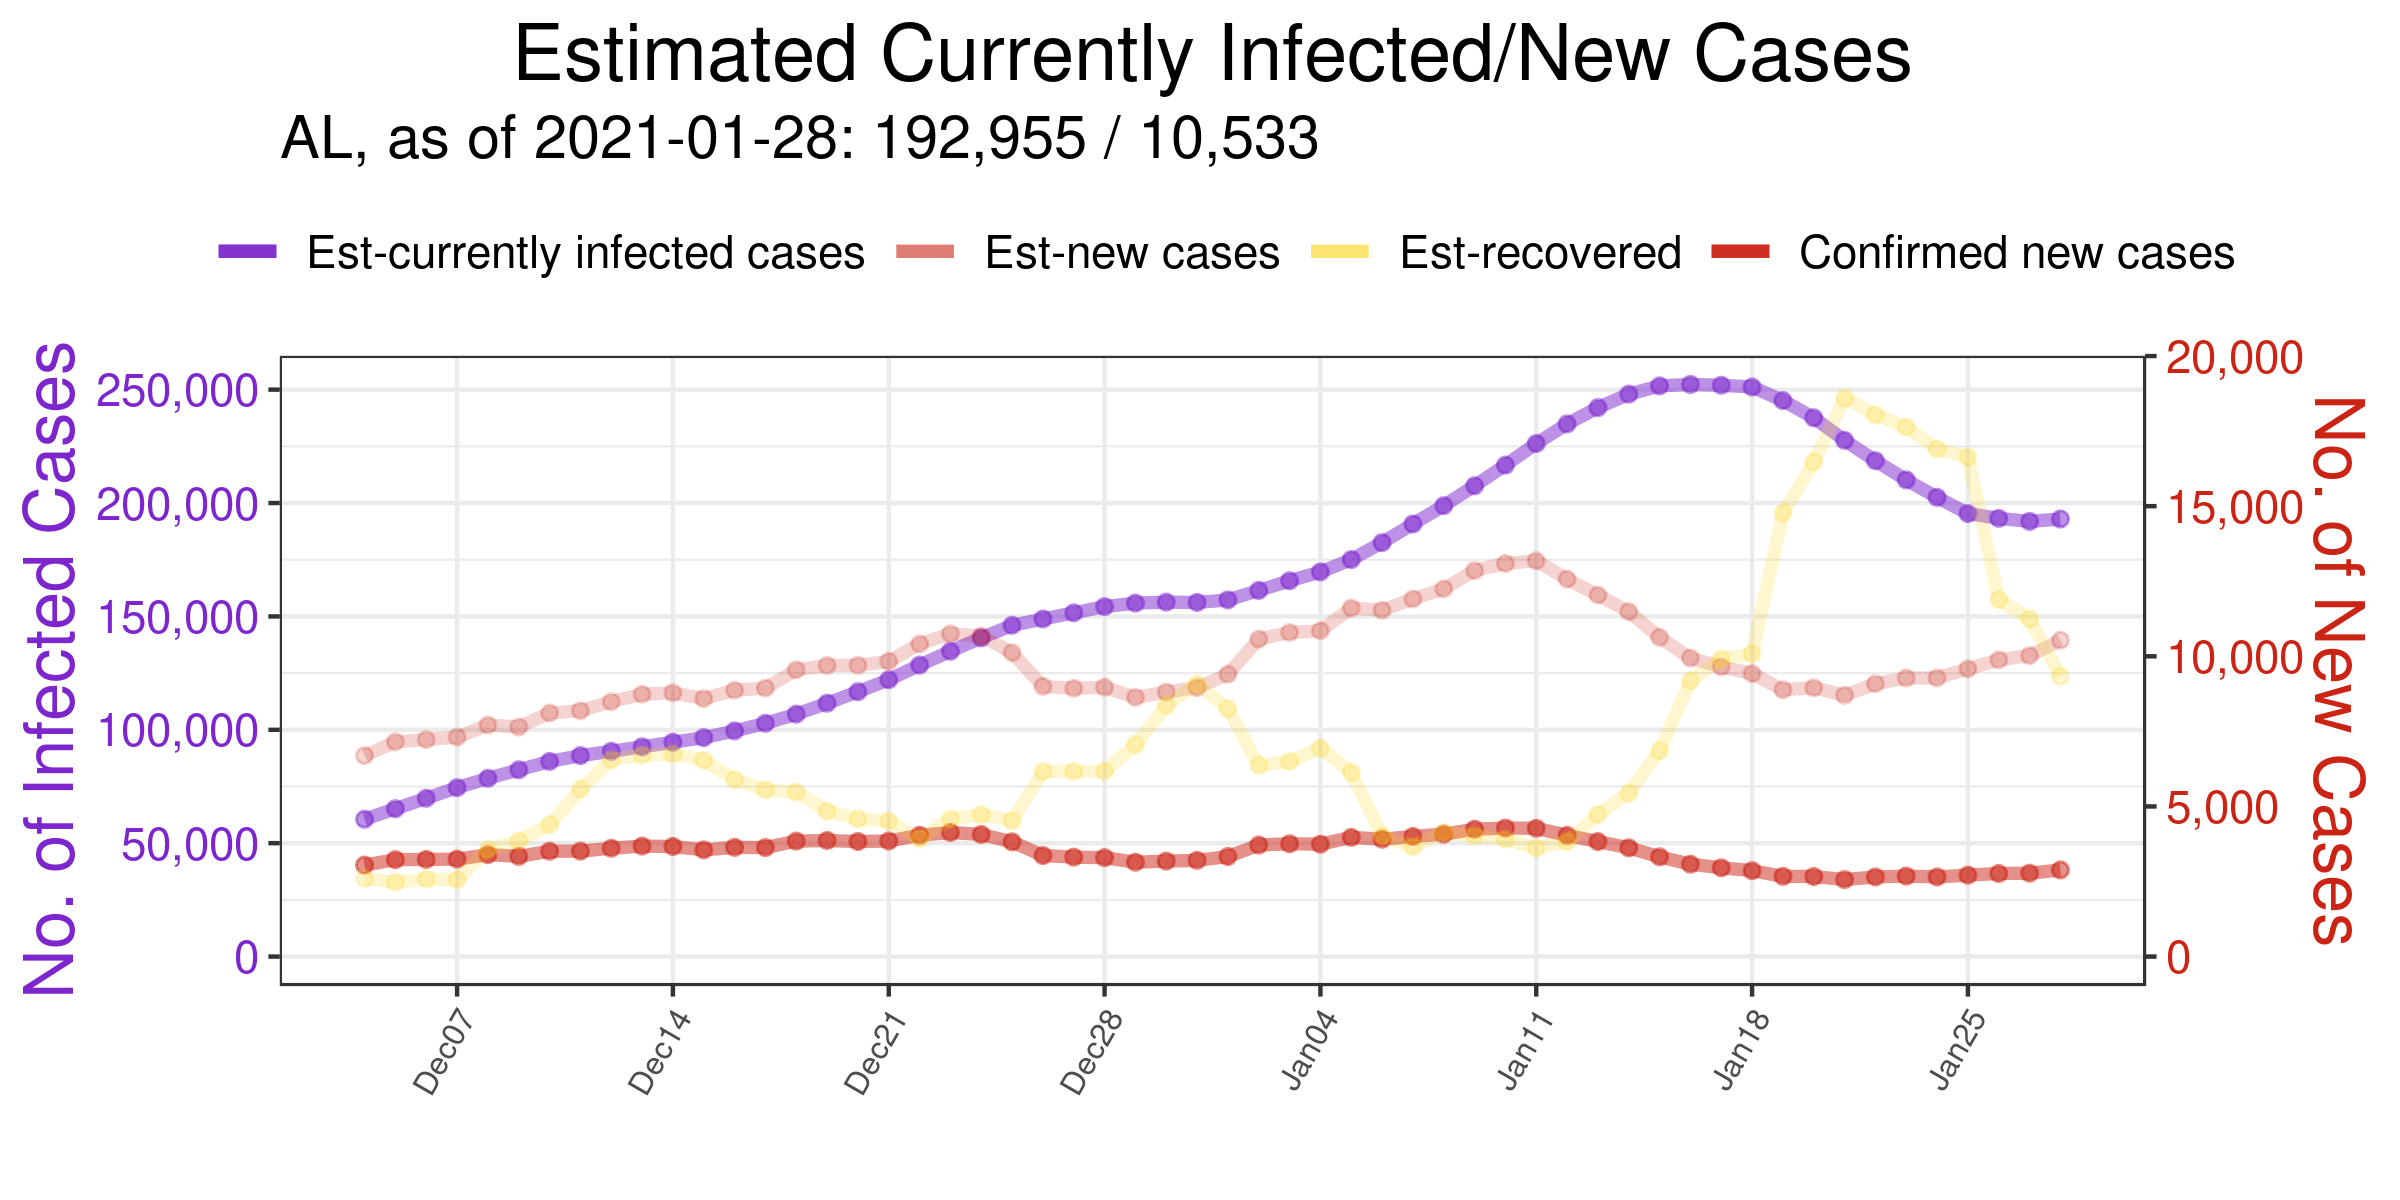 Estimated Currently Infected/New Cases
AL, as of 2021-01-28: 192,955 / 10,533
Est-currently infected cases Est-new cases Est-recovered Confirmed new cases
No. of Infected Cases
250,000
200,000
150,000
100,000
50,000
0
20,000
15,000
10,000
5,000
0
No. of New Cases
Dec07 Dec14 Dec21 Dec28 Jan04 Jan11 Jan18 Jan25